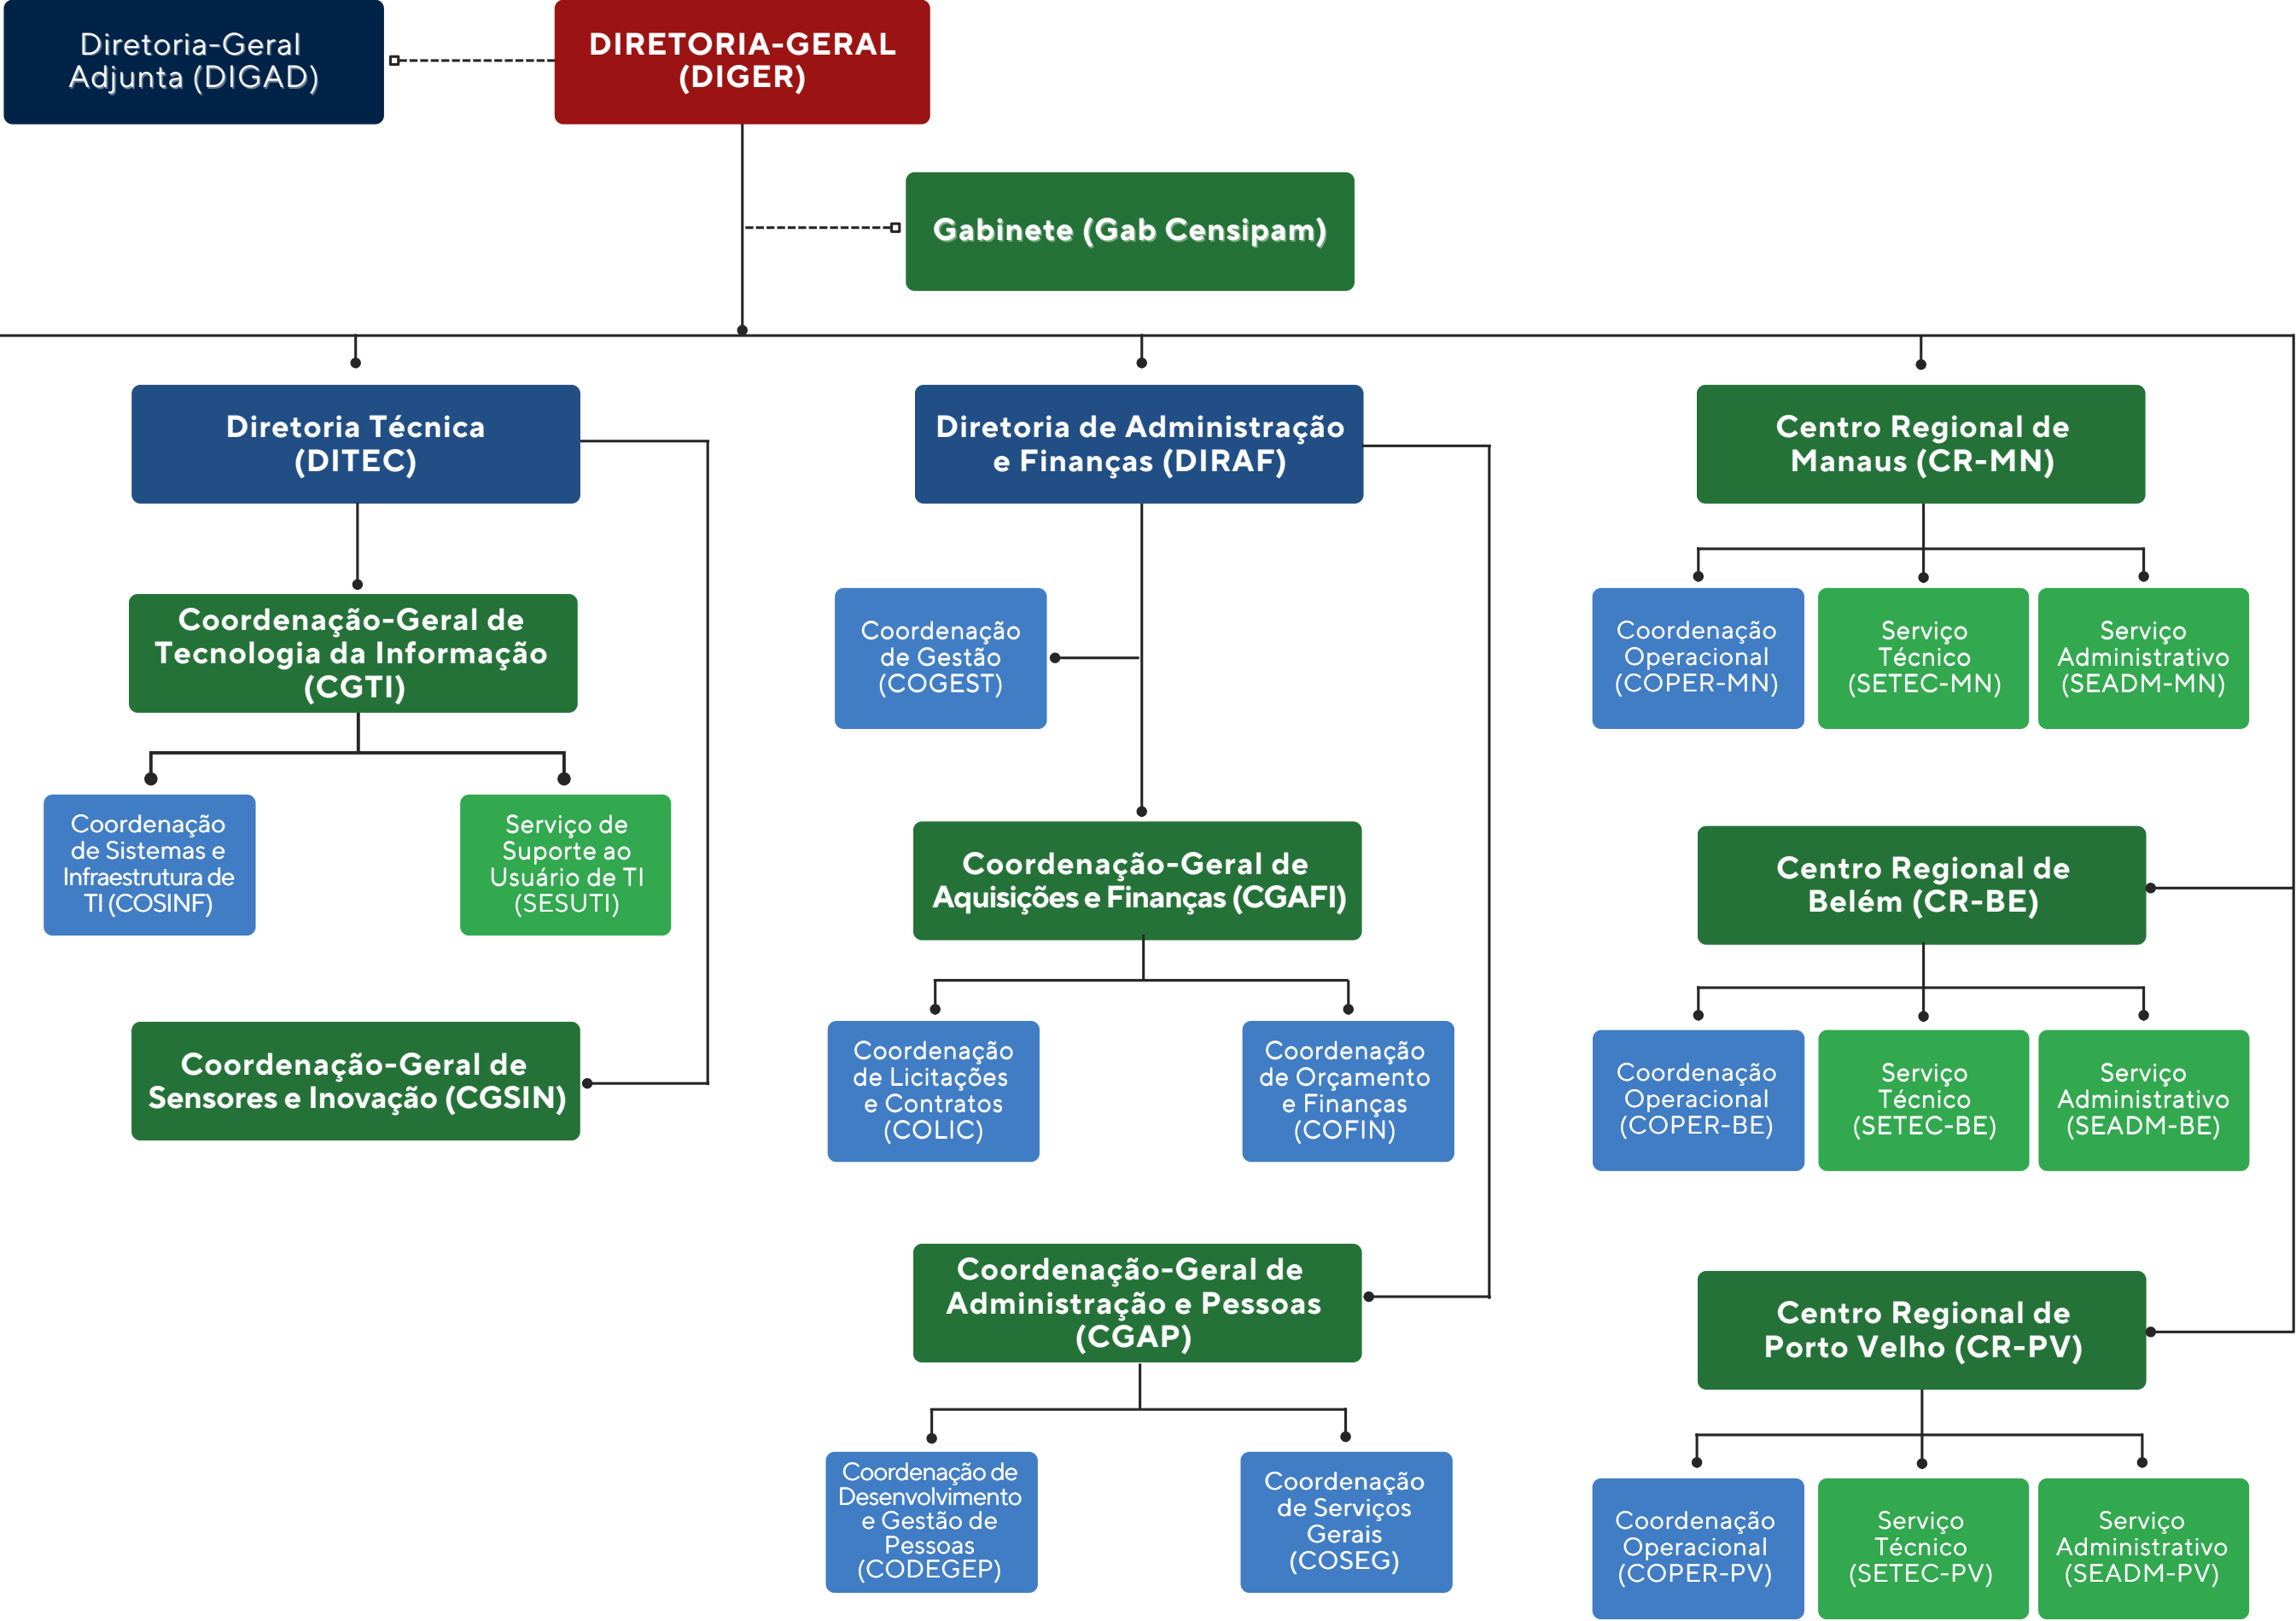 Diretoria-Geral
Adjunta (DIGAD)
DIRETORIA-GERAL
(DIGER)
Gabinete (Gab Censipam)
Diretoria Técnica
(DITEC)
Coordenação-Geral de
Tecnologia da Informação
(CGTI)
Coordenação
de Sistemas e
Infraestrutura de
TI (COSINF)
Serviço de
Suporte ao
Usuário de TI
(SESUTI)
Coordenação-Geral de
Sensores e Inovação (CGSIN)
Diretoria de Administração
e Finanças (DIRAF)
Coordenação
de Gestão
(COGEST)
Coordenação-Geral de
Aquisições e Finanças (CGAFI)
Coordenação
de Licitações
e Contratos
(COLIC)
Coordenação
de Orçamento
e Finanças
(COFIN)
Coordenação-Geral de
Administração e Pessoas
(CGAP)
Coordenação de
Desenvolvimento
e Gestão de
Pessoas
(CODEGEP)
Coordenação
de Serviços
Gerais
(COSEG)
Centro Regional de
Manaus (CR-MN)
Coordenação
Operacional
(COPER-MN)
Serviço
Técnico
(SETEC-MN)
Serviço
Administrativo
(SEADM-MN)
Centro Regional de
Belém (CR-BE)
Coordenação
Operacional
(COPER-BE)
Serviço
Técnico
(SETEC-BE)
Serviço
Administrativo
(SEADM-BE)
Centro Regional de
Porto Velho (CR-PV)
Coordenação
Operacional
(COPER-PV)
Serviço
Técnico
(SETEC-PV)
Serviço
Administrativo
(SEADM-PV)